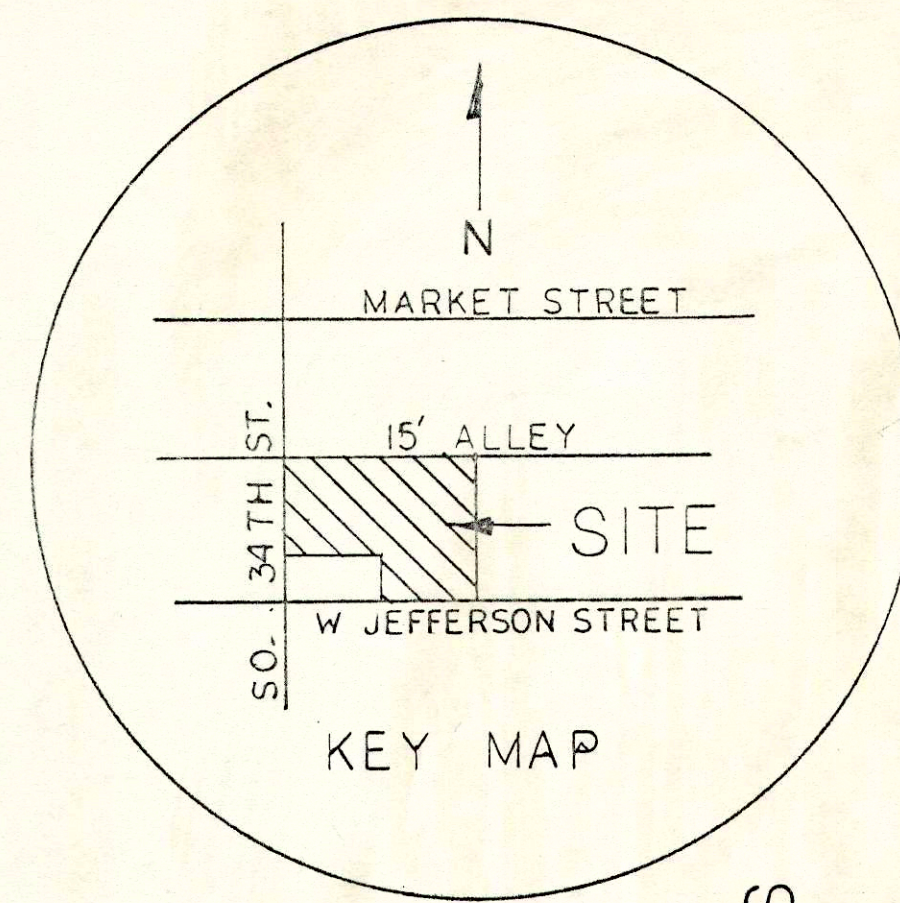 N
MARKET STREET
15' ALLEY
SO. 34TH ST.
SITE
W JEFFERSON STREET
KEY MAP
S